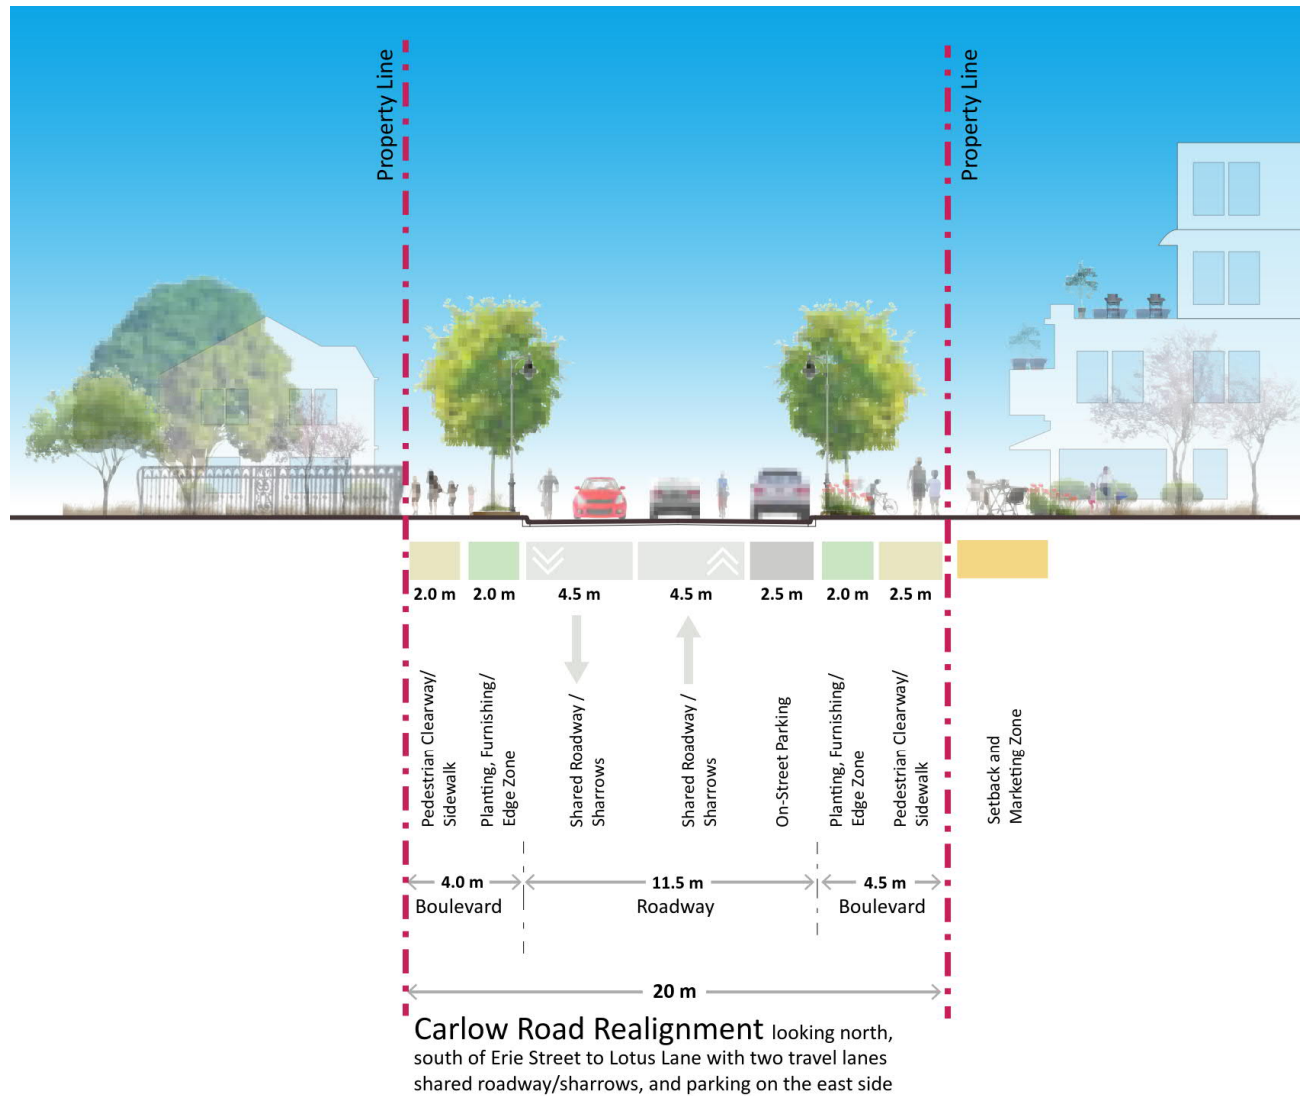 Property Line
Property Line
2.0 m
2.0 m
4.5 m
4.5 m
2.5 m
2.0 m
2.5 m
Pedestrian Clearway/
Sidewalk
Planting, Furnishing/
Edge Zone
Shared Roadway /
Sharrows
Shared Roadway /
Sharrows
On-Street Parking
Planting, Furnishing/
Edge Zone
Pedestrian Clearway/
Sidewalk
Setback and
Marketing Zone
4.0 m
Boulevard
11.5 m
Roadway
4.5 m
Boulevard
20 m
Carlow Road Realignment looking north,
south of Erie Street to Lotus Lane with two travel lanes
shared roadway/sharrows, and parking on the east side